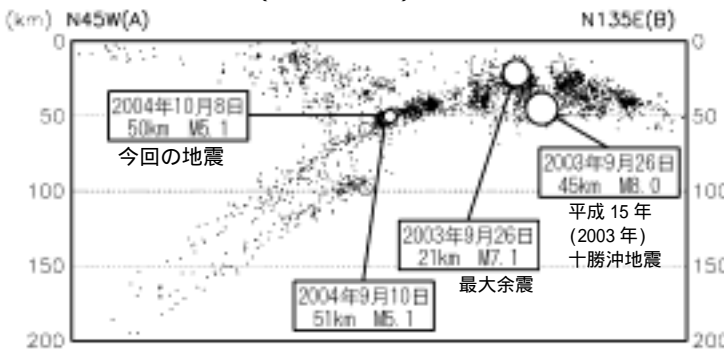 (km) N45W(A) N135E(B)
0 0
2004年10月8日
50km M5.1
今回の地震
50 50
2003年9月26日
45km M8.0
平成 15 年
(2003 年)
十勝沖地震
100 100
2003年9月26日
21km M7.1
最大余震
150 150
2004年9月10日
51km M5.1
200 200